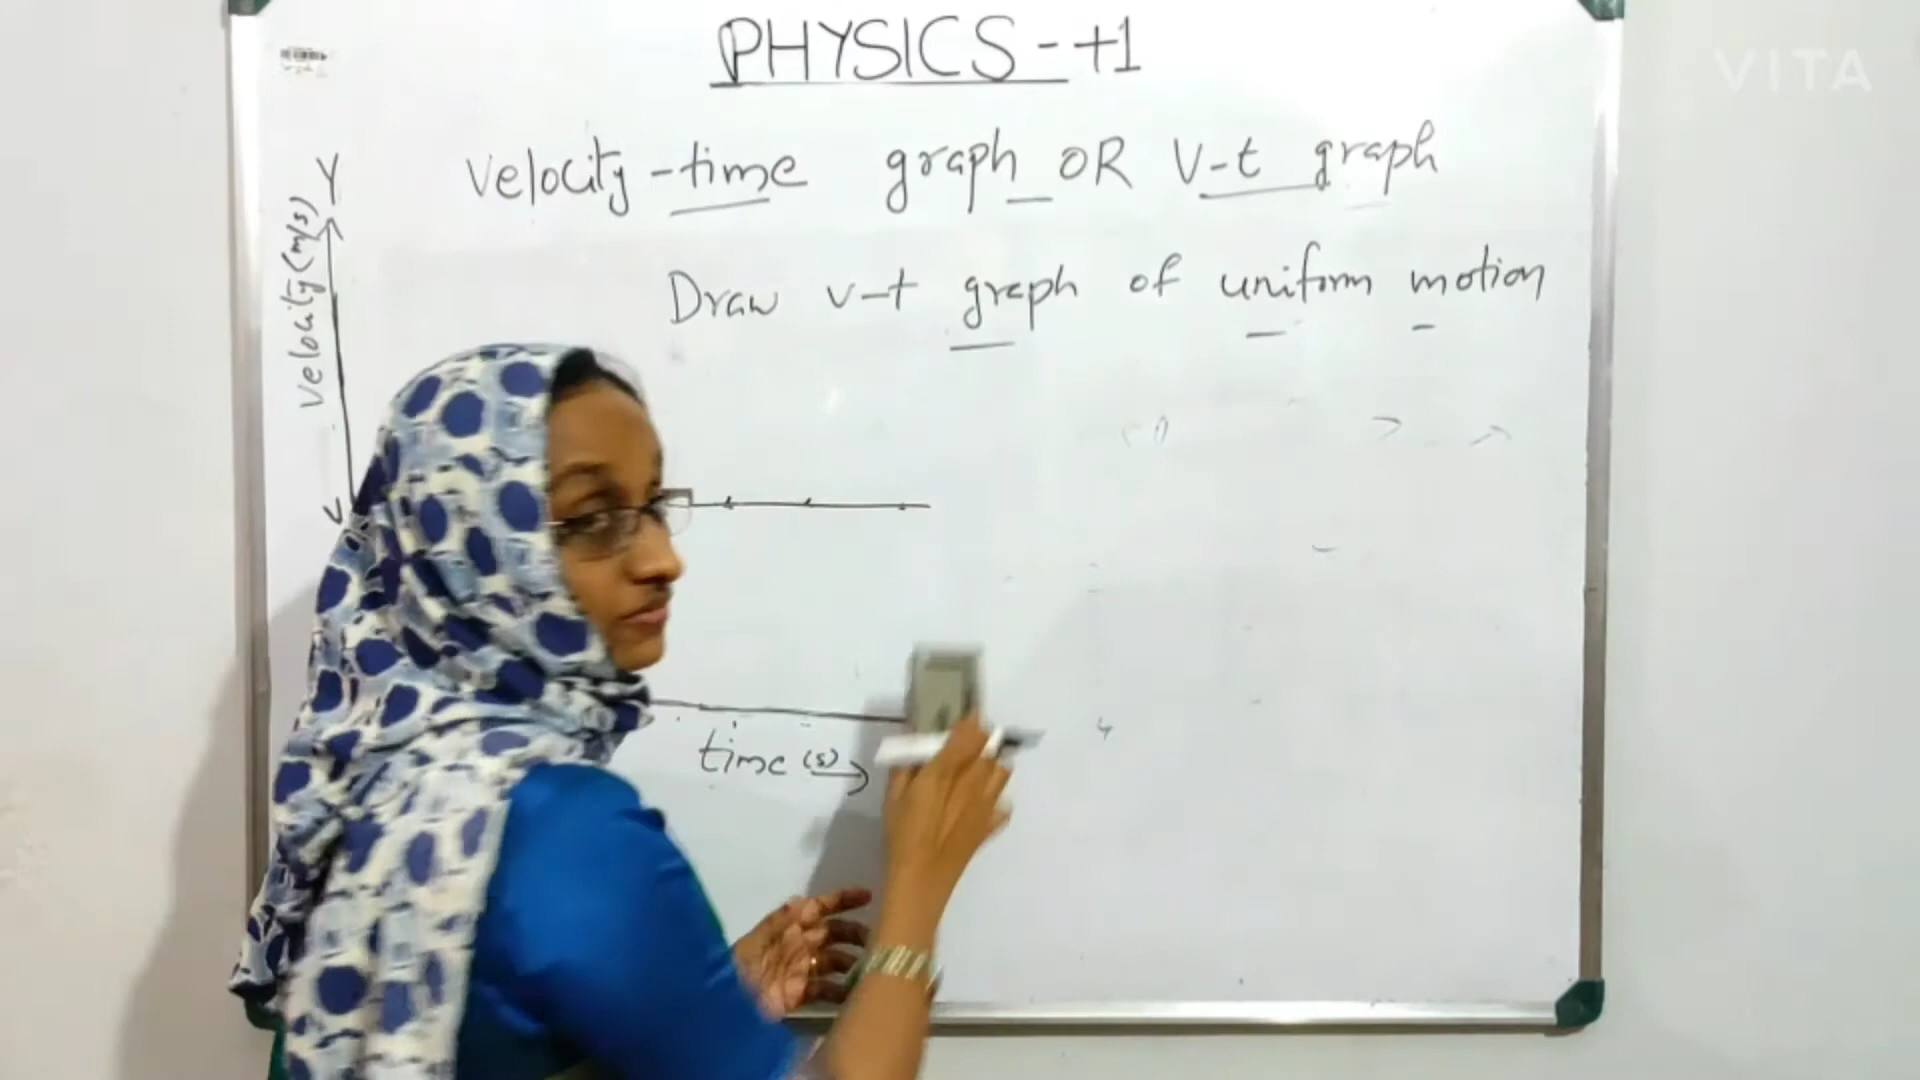 PHYSICS-+1
VITA
Velocity-time graph OR V-t graph
Y
Velocity (m/s)
Draw v-t graph of uniform motion
V
time (s)